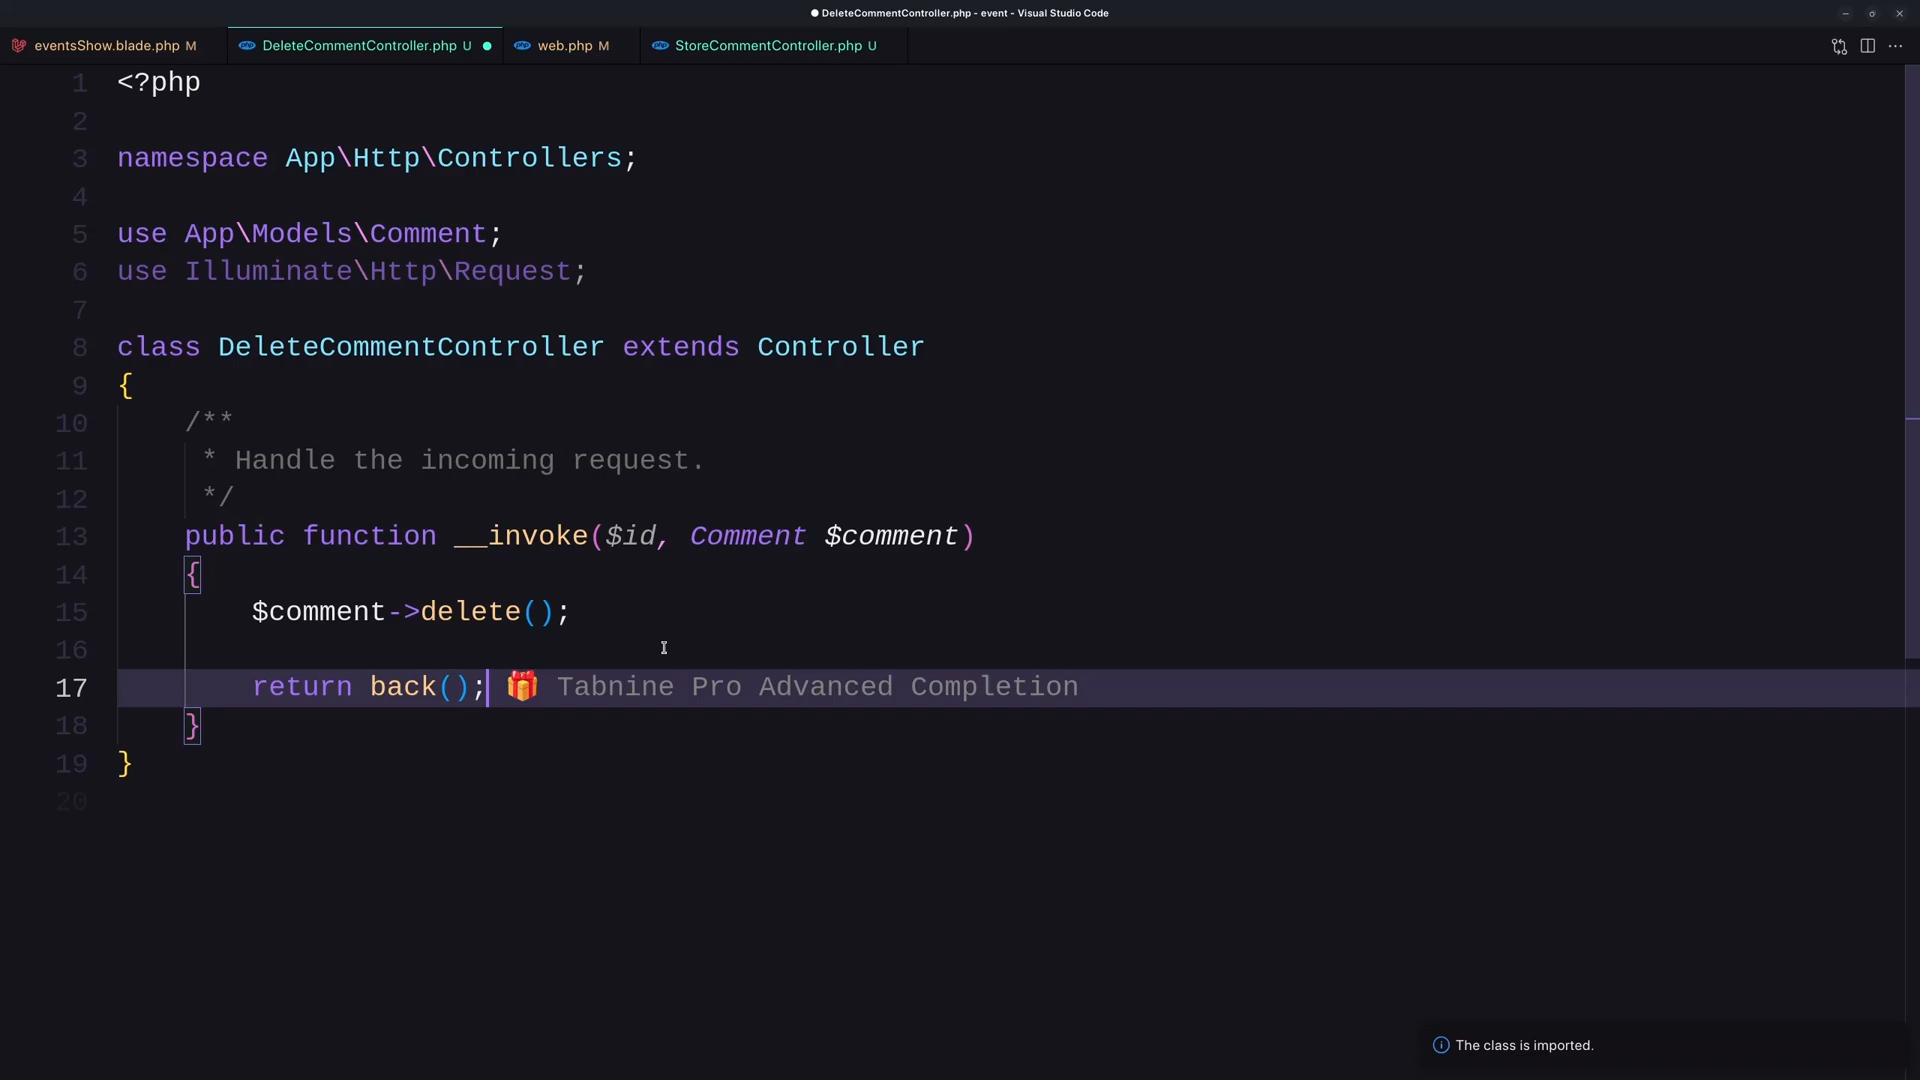 DeleteCommentController.php - event - Visual Studio Code
eventsShow.blade.php M
DeleteCommentController.php U
web.php M
StoreCommentController.php U
1 <?php
2
3 namespace App\Http\Controllers;
4
5 use App\Models\Comment;
6 use Illuminate\Http\Request;
7
8 class DeleteCommentController extends Controller
9 {
10 /**
11 * Handle the incoming request.
12 */
13 public function __invoke($id, Comment $comment)
14 {
15 $comment->delete();
16
17 return back(); 🎁 Tabnine Pro Advanced Completion
18 }
19 }
20
The class is imported.